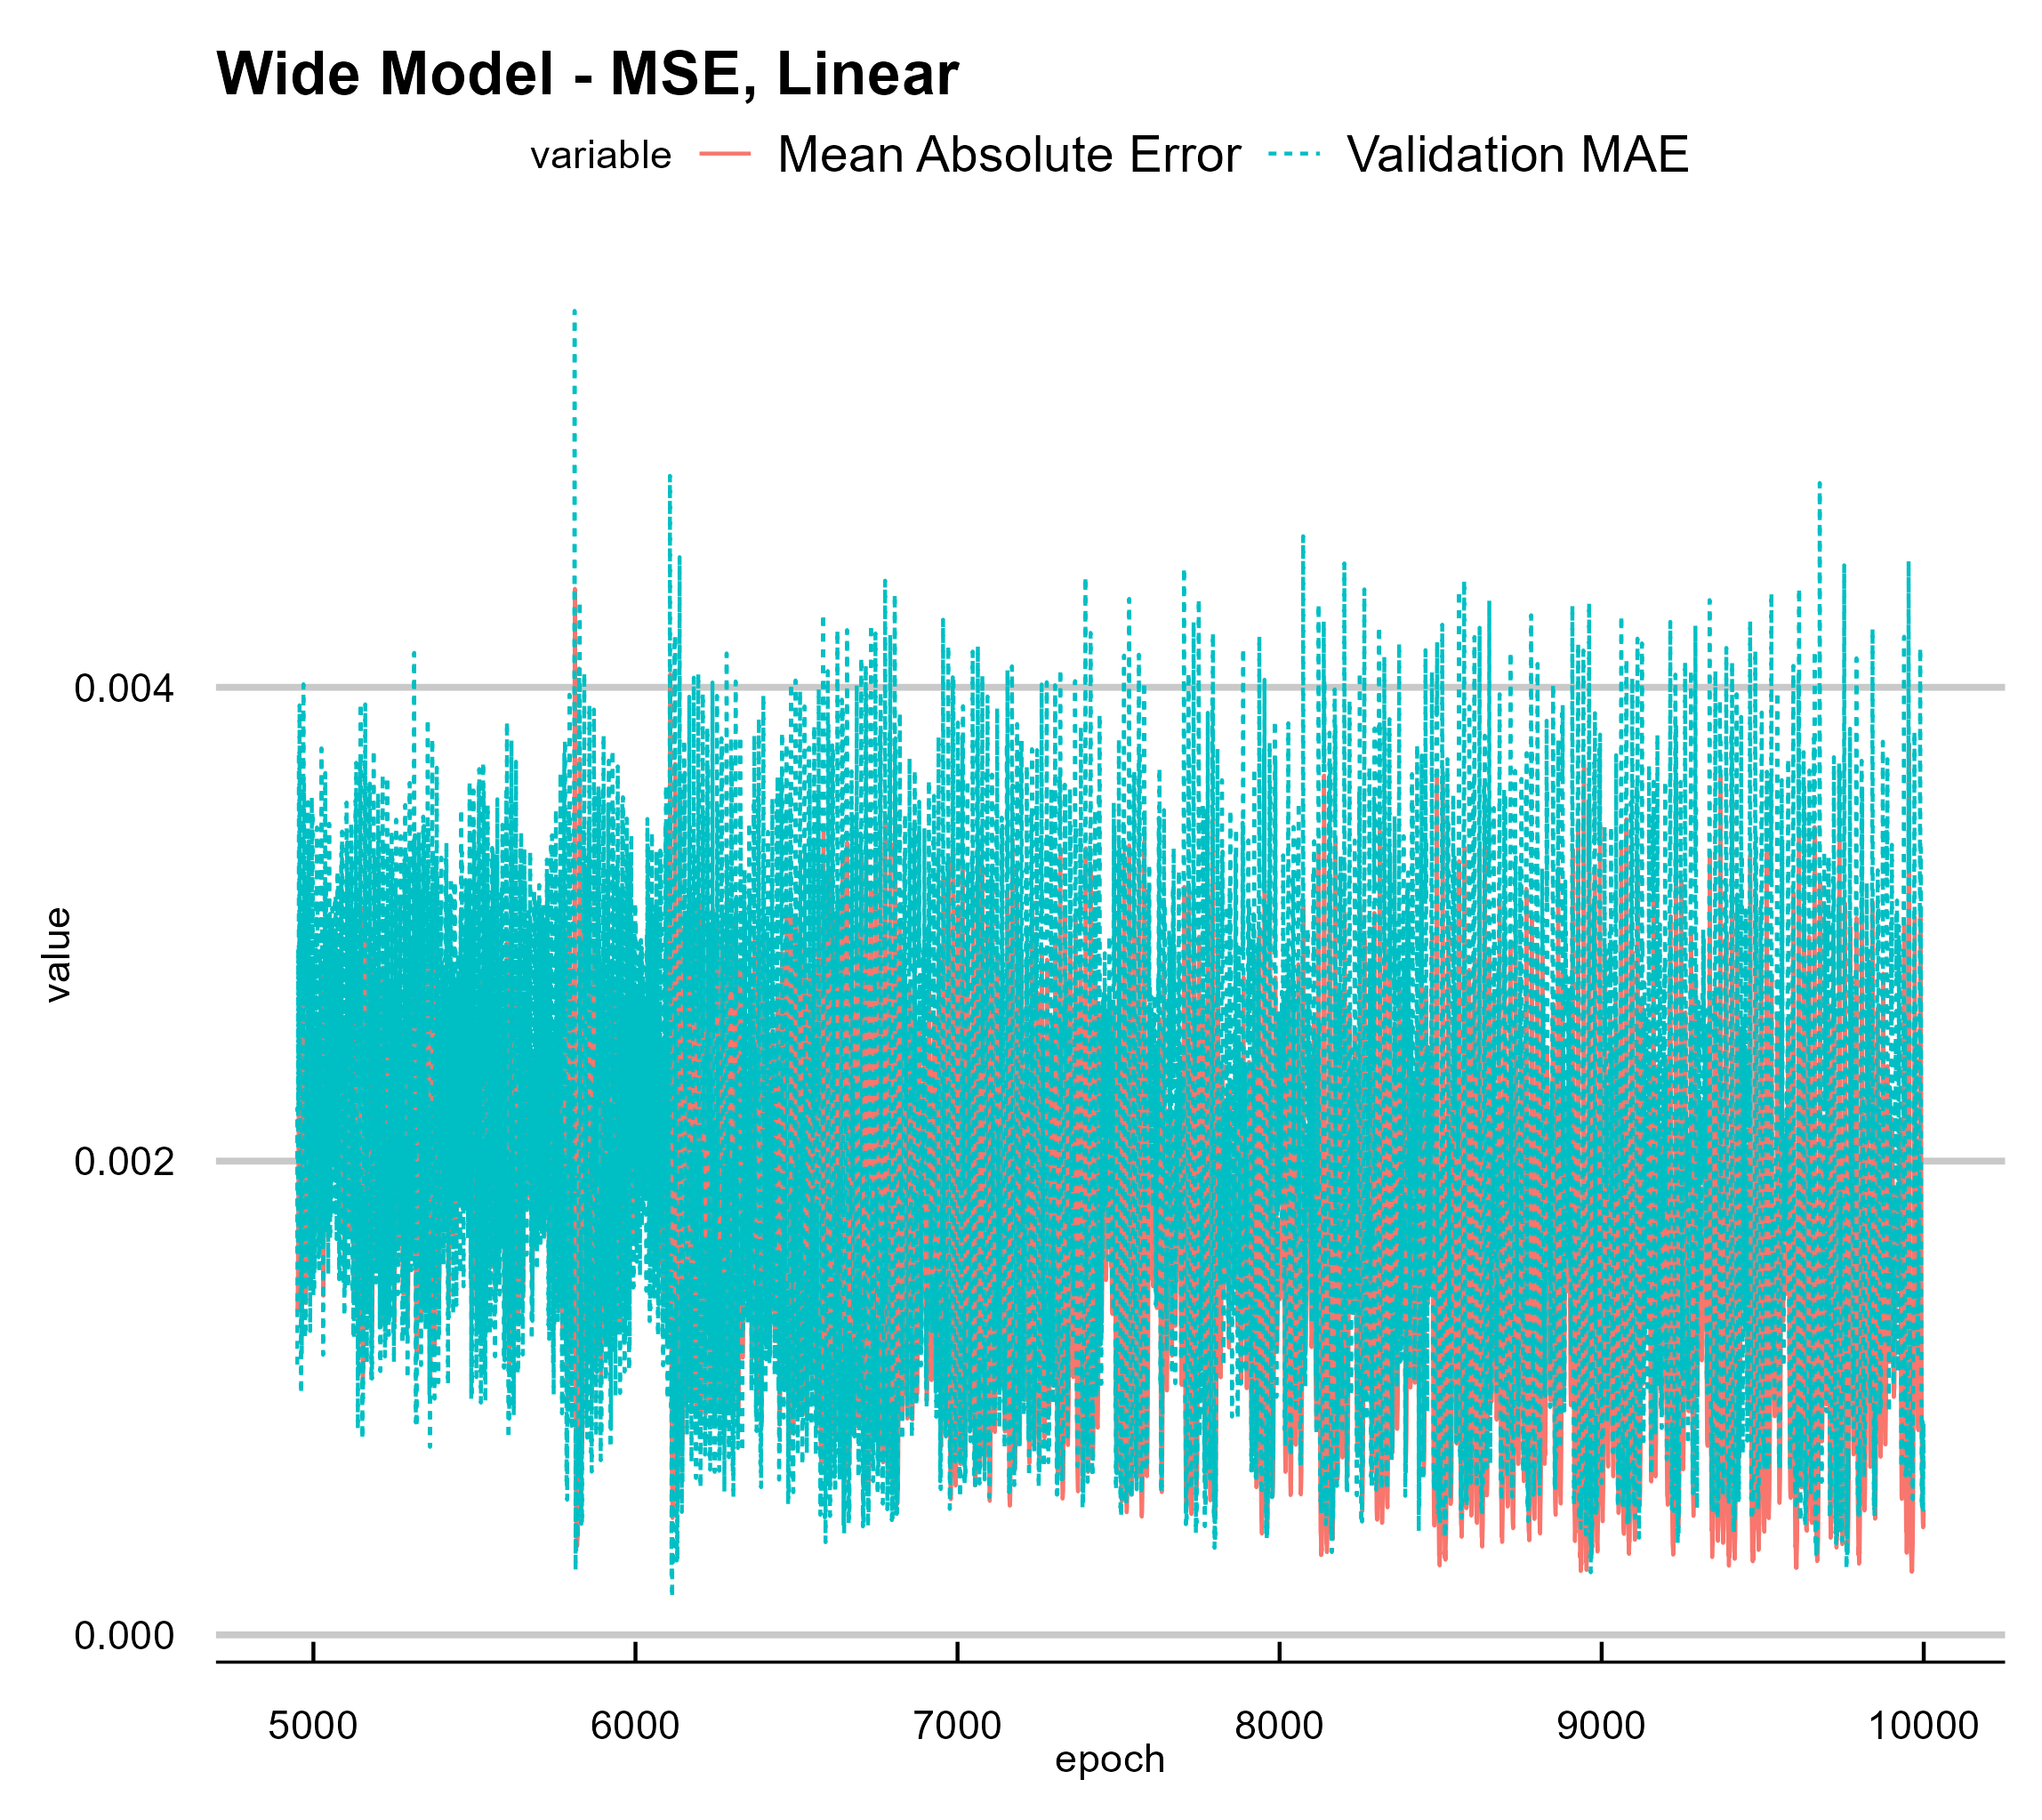 Wide Model - MSE, Linear
variable Mean Absolute Error Validation MAE
value
0.004
0.002
0.000
5000 6000 7000 8000 9000 10000
epoch